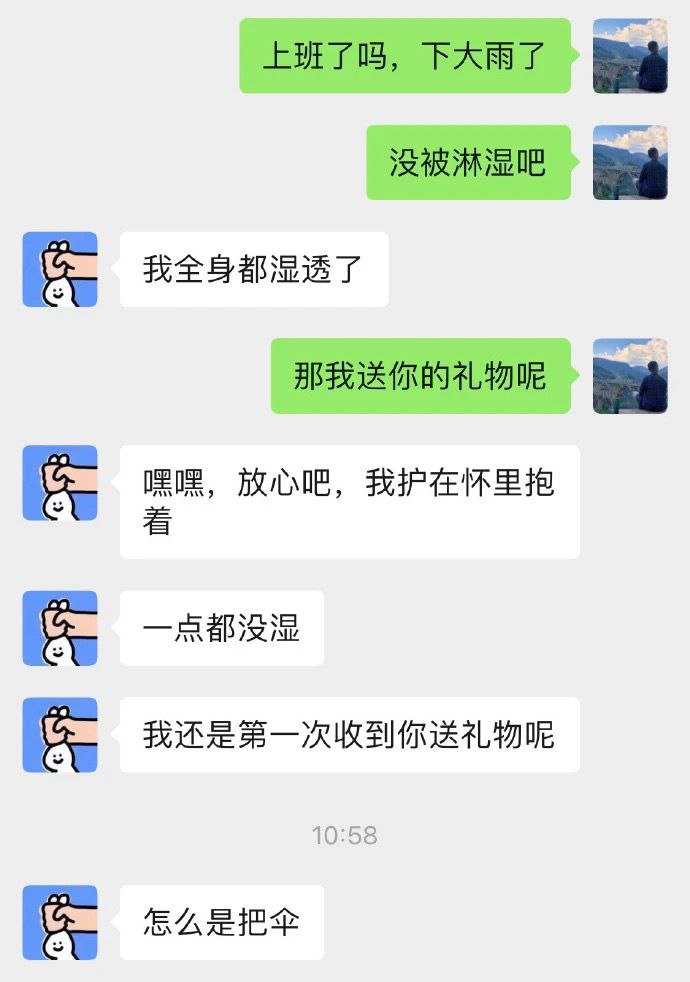 上班了吗，下大雨了
没被淋湿吧
我全身都湿透了
那我送你的礼物呢
嘿嘿，放心吧，我护在怀里抱
着
一点都没湿
我还是第一次收到你送礼物呢
10:58
怎么是把伞